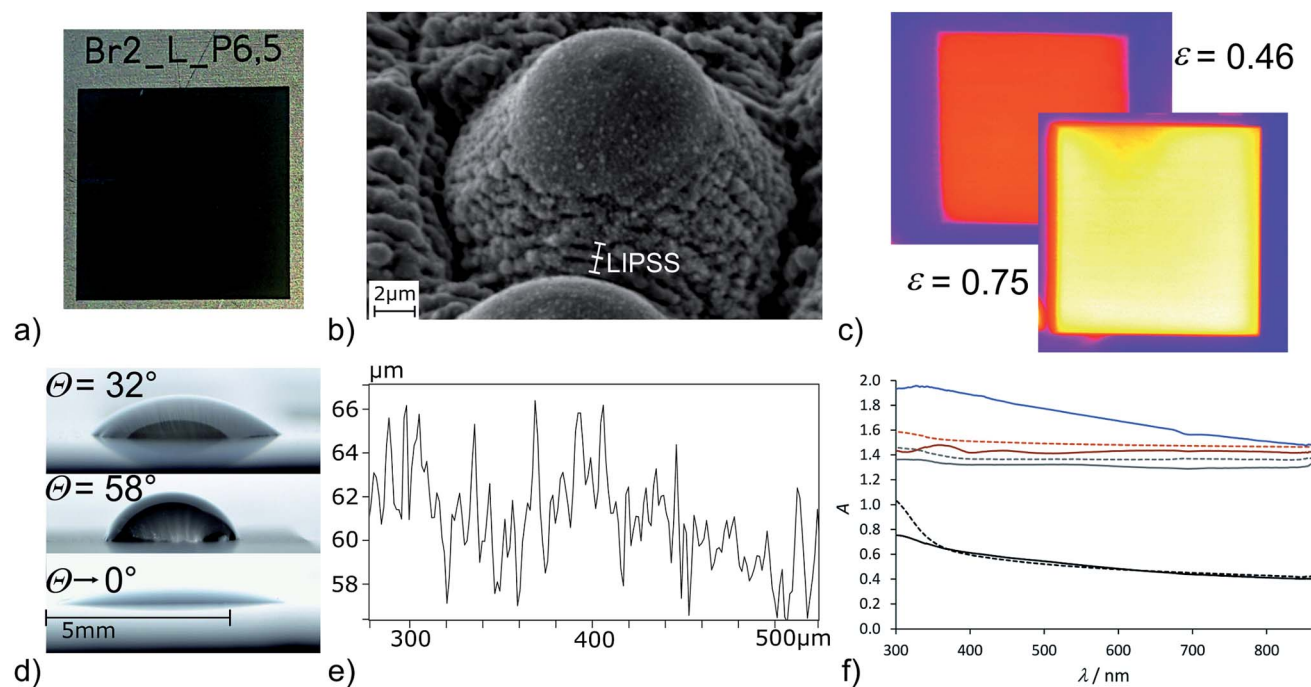 Br2_L_P6,5
a)
LIPSS
2µm
b)
ε = 0.46
ε = 0.75
c)
Θ = 32°
Θ = 58°
Θ → 0°
5mm
d)
µm
66
64
62
60
58
300 400 500µm
e)
2.0
1.8
1.6
1.4
1.2
1.0
0.8
0.6
0.4
0.2
0.0
A
300 400 500 600 700 800
λ / nm
f)